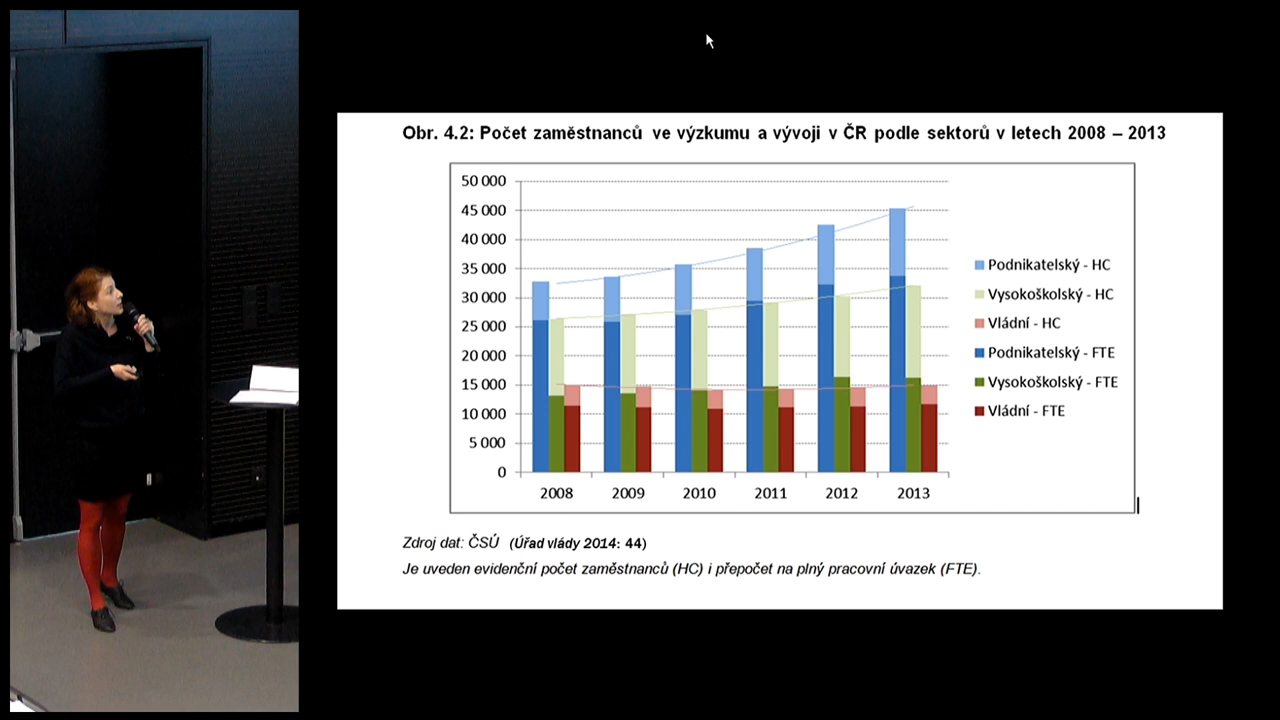 Obr. 4.2: Počet zaměstnanců ve výzkumu a vývoji v ČR podle sektorů v letech 2008 – 2013
50 000
45 000
40 000
35 000
30 000
25 000
20 000
15 000
10 000
5 000
0
2008 2009 2010 2011 2012 2013
Podnikatelský - HC
Vysokoškolský - HC
Vládní - HC
Podnikatelský - FTE
Vysokoškolský - FTE
Vládní - FTE
Zdroj dat: ČSÚ (Úřad vlády 2014: 44)
Je uveden evidenční počet zaměstnanců (HC) i přepočet na plný pracovní úvazek (FTE).